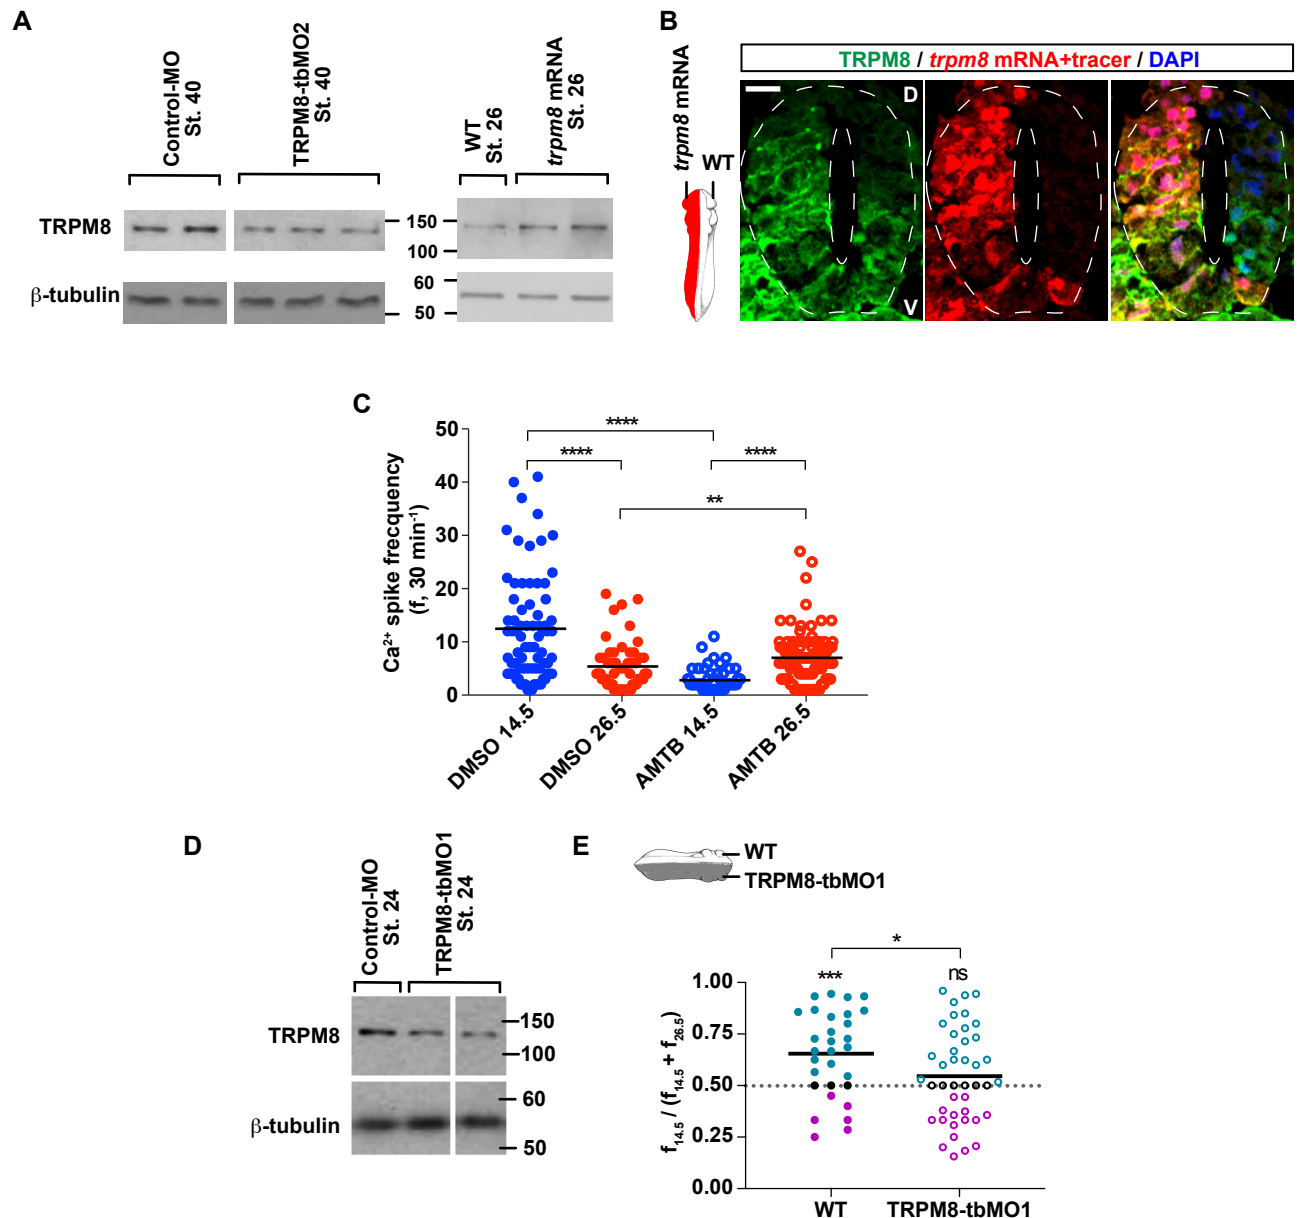 A
Control-MO
St. 40
TRPM8-tbMO2
St. 40
WT
St. 26
trpm8 mRNA
St. 26
TRPM8
150
100
β-tubulin
60
50
B
TRPM8 / trpm8 mRNA+tracer / DAPI
trpm8 mRNA
WT
D
V
C
Ca²⁺ spike frecquency
(f, 30 min⁻¹)
50
40
30
20
10
0
****
****
****
**
DMSO 14.5
DMSO 26.5
AMTB 14.5
AMTB 26.5
D
Control-MO
St. 24
TRPM8-tbMO1
St. 24
TRPM8
150
100
β-tubulin
60
50
E
WT
TRPM8-tbMO1
*
***
ns
f14.5 / (f14.5 + f26.5)
1.00
0.75
0.50
0.25
0.00
WT
TRPM8-tbMO1